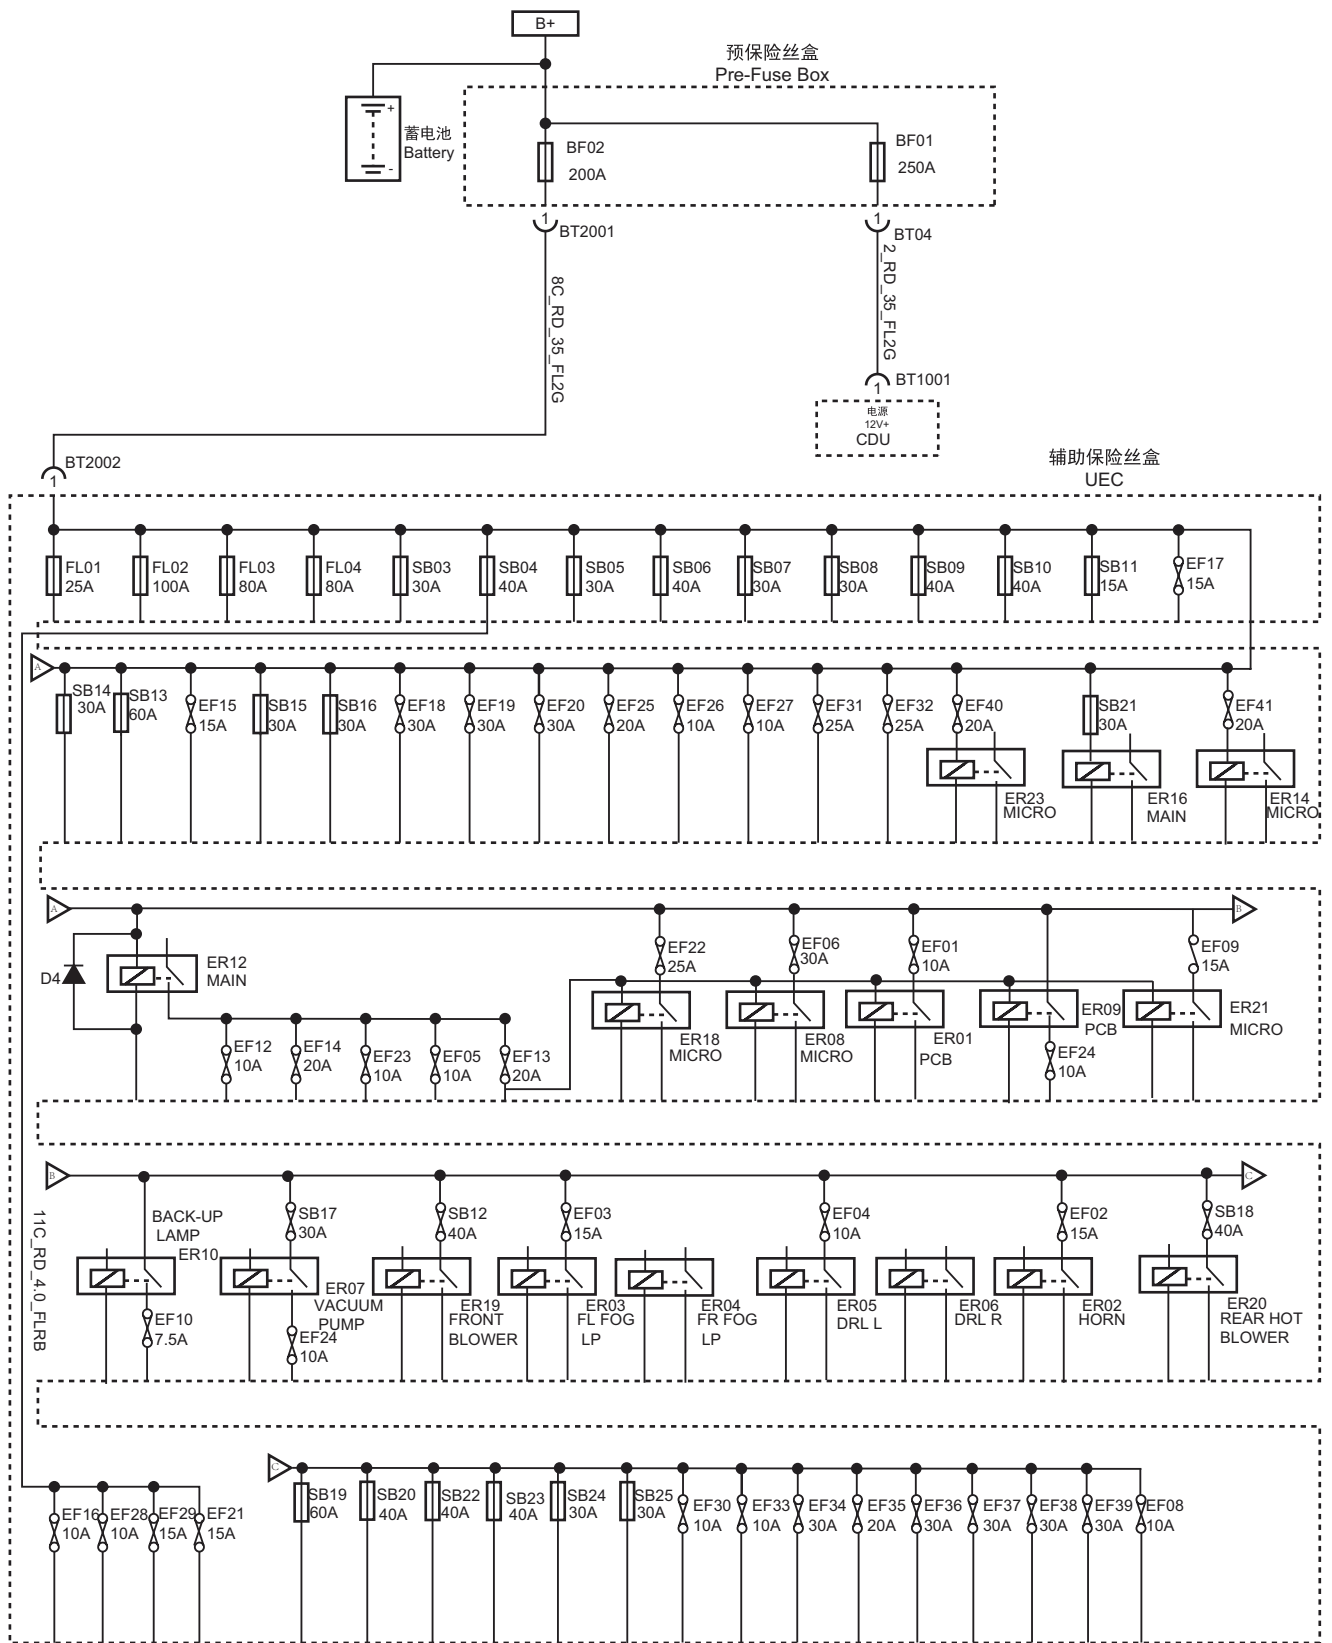 B+
预保险丝盒
Pre-Fuse Box
+
-
蓄电池
Battery
BF02
200A
BF01
250A
1
BT2001
1
BT04
8C_RD_35_FL2G
2_RD_35_FL2G
BT1001
1
电源
12V+
CDU
BT2002
1
辅助保险丝盒
UEC
FL01
25A
FL02
100A
FL03
80A
FL04
80A
SB03
30A
SB04
40A
SB05
30A
SB06
40A
SB07
30A
SB08
30A
SB09
40A
SB10
40A
SB11
15A
EF17
15A
A
SB14
30A
SB13
60A
EF15
15A
SB15
30A
SB16
30A
EF18
30A
EF19
30A
EF20
30A
EF25
20A
EF26
10A
EF27
10A
EF31
25A
EF32
25A
EF40
20A
SB21
30A
EF41
20A
ER23
MICRO
ER16
MAIN
ER14
MICRO
A
B
D4
ER12
MAIN
EF22
25A
EF06
30A
EF01
10A
EF09
15A
ER18
MICRO
ER08
MICRO
ER01
PCB
ER09
PCB
ER21
MICRO
EF12
10A
EF14
20A
EF23
10A
EF05
10A
EF13
20A
EF24
10A
B
C
11C_RD_4.0_FLRB
BACK-UP
LAMP
ER10
SB17
30A
SB12
40A
EF03
15A
EF04
10A
EF02
15A
SB18
40A
EF10
7.5A
ER07
VACUUM
PUMP
EF24
10A
ER19
FRONT
BLOWER
ER03
FL FOG
LP
ER04
FR FOG
LP
ER05
DRL L
ER06
DRL R
ER02
HORN
ER20
REAR HOT
BLOWER
C
EF16
10A
EF28
10A
EF29
15A
EF21
15A
SB19
60A
SB20
40A
SB22
40A
SB23
40A
SB24
30A
SB25
30A
EF30
10A
EF33
10A
EF34
30A
EF35
20A
EF36
30A
EF37
30A
EF38
30A
EF39
30A
EF08
10A